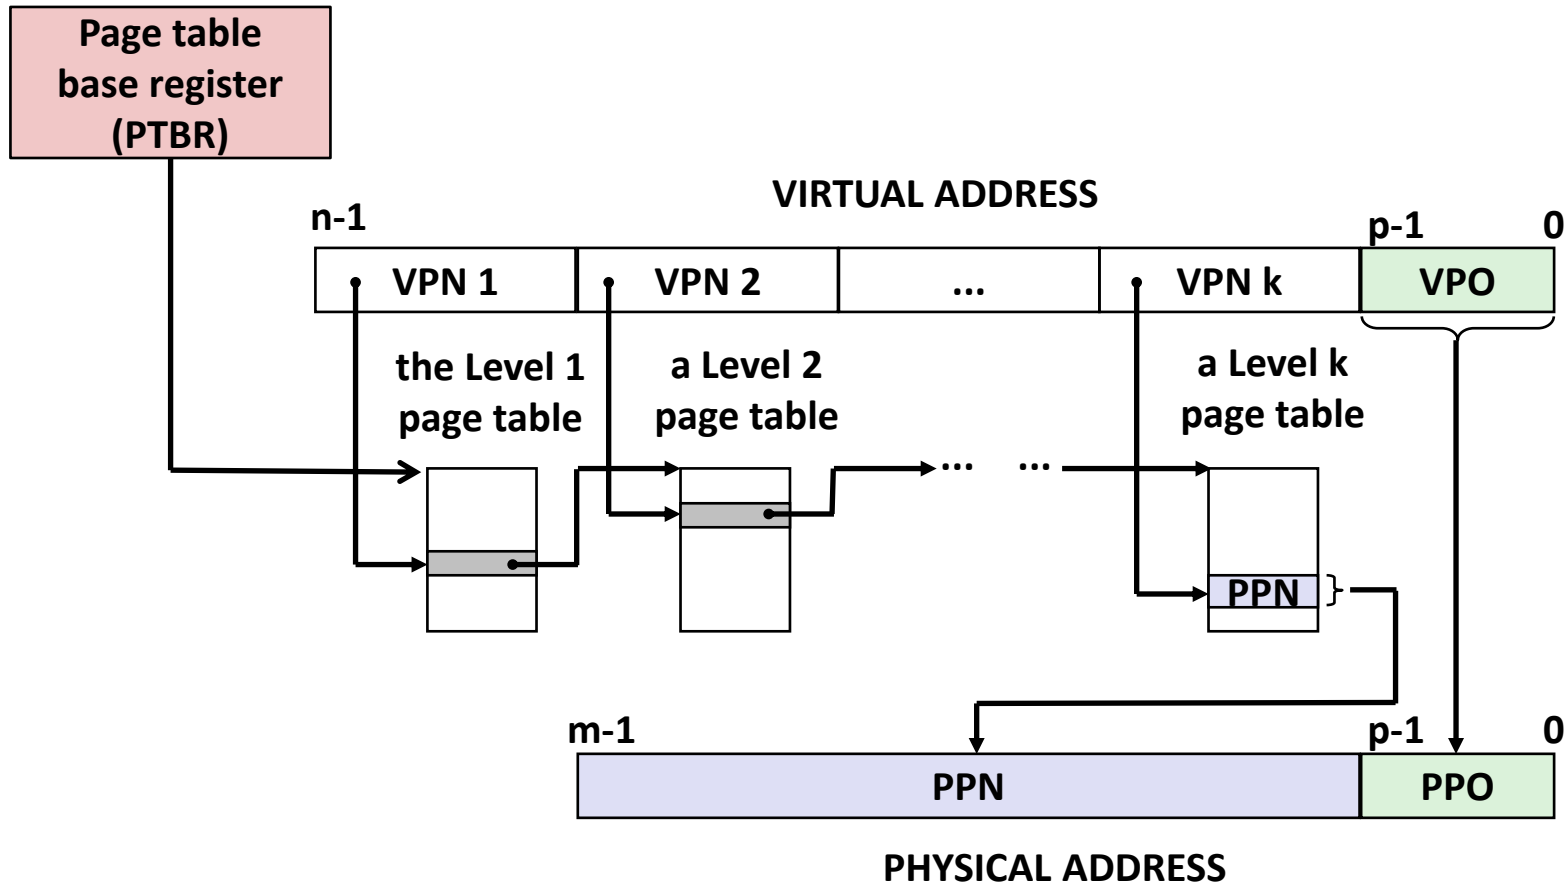 Page table
base register
(PTBR)
VIRTUAL ADDRESS
n-1
p-1
0
VPN 1
VPN 2
...
VPN k
VPO
the Level 1
page table
a Level 2
page table
a Level k
page table
... ...
PPN
m-1
p-1
0
PPN
PPO
PHYSICAL ADDRESS